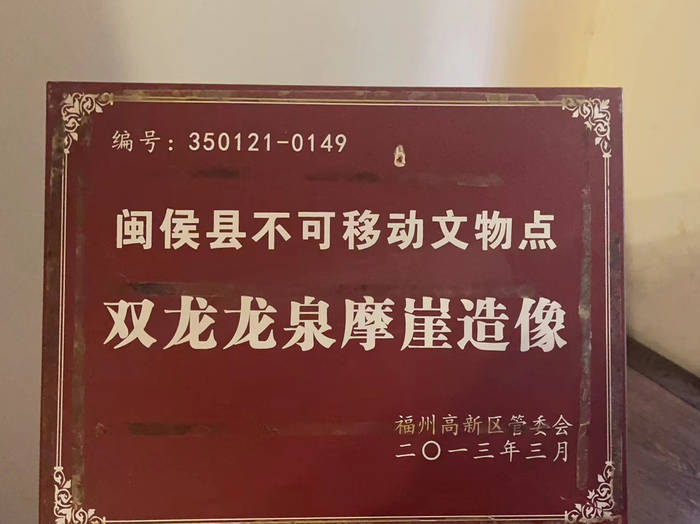 编号：350121-0149
闽侯县不可移动文物点
双龙龙泉摩崖造像
福州高新区管委会
二〇一三年三月